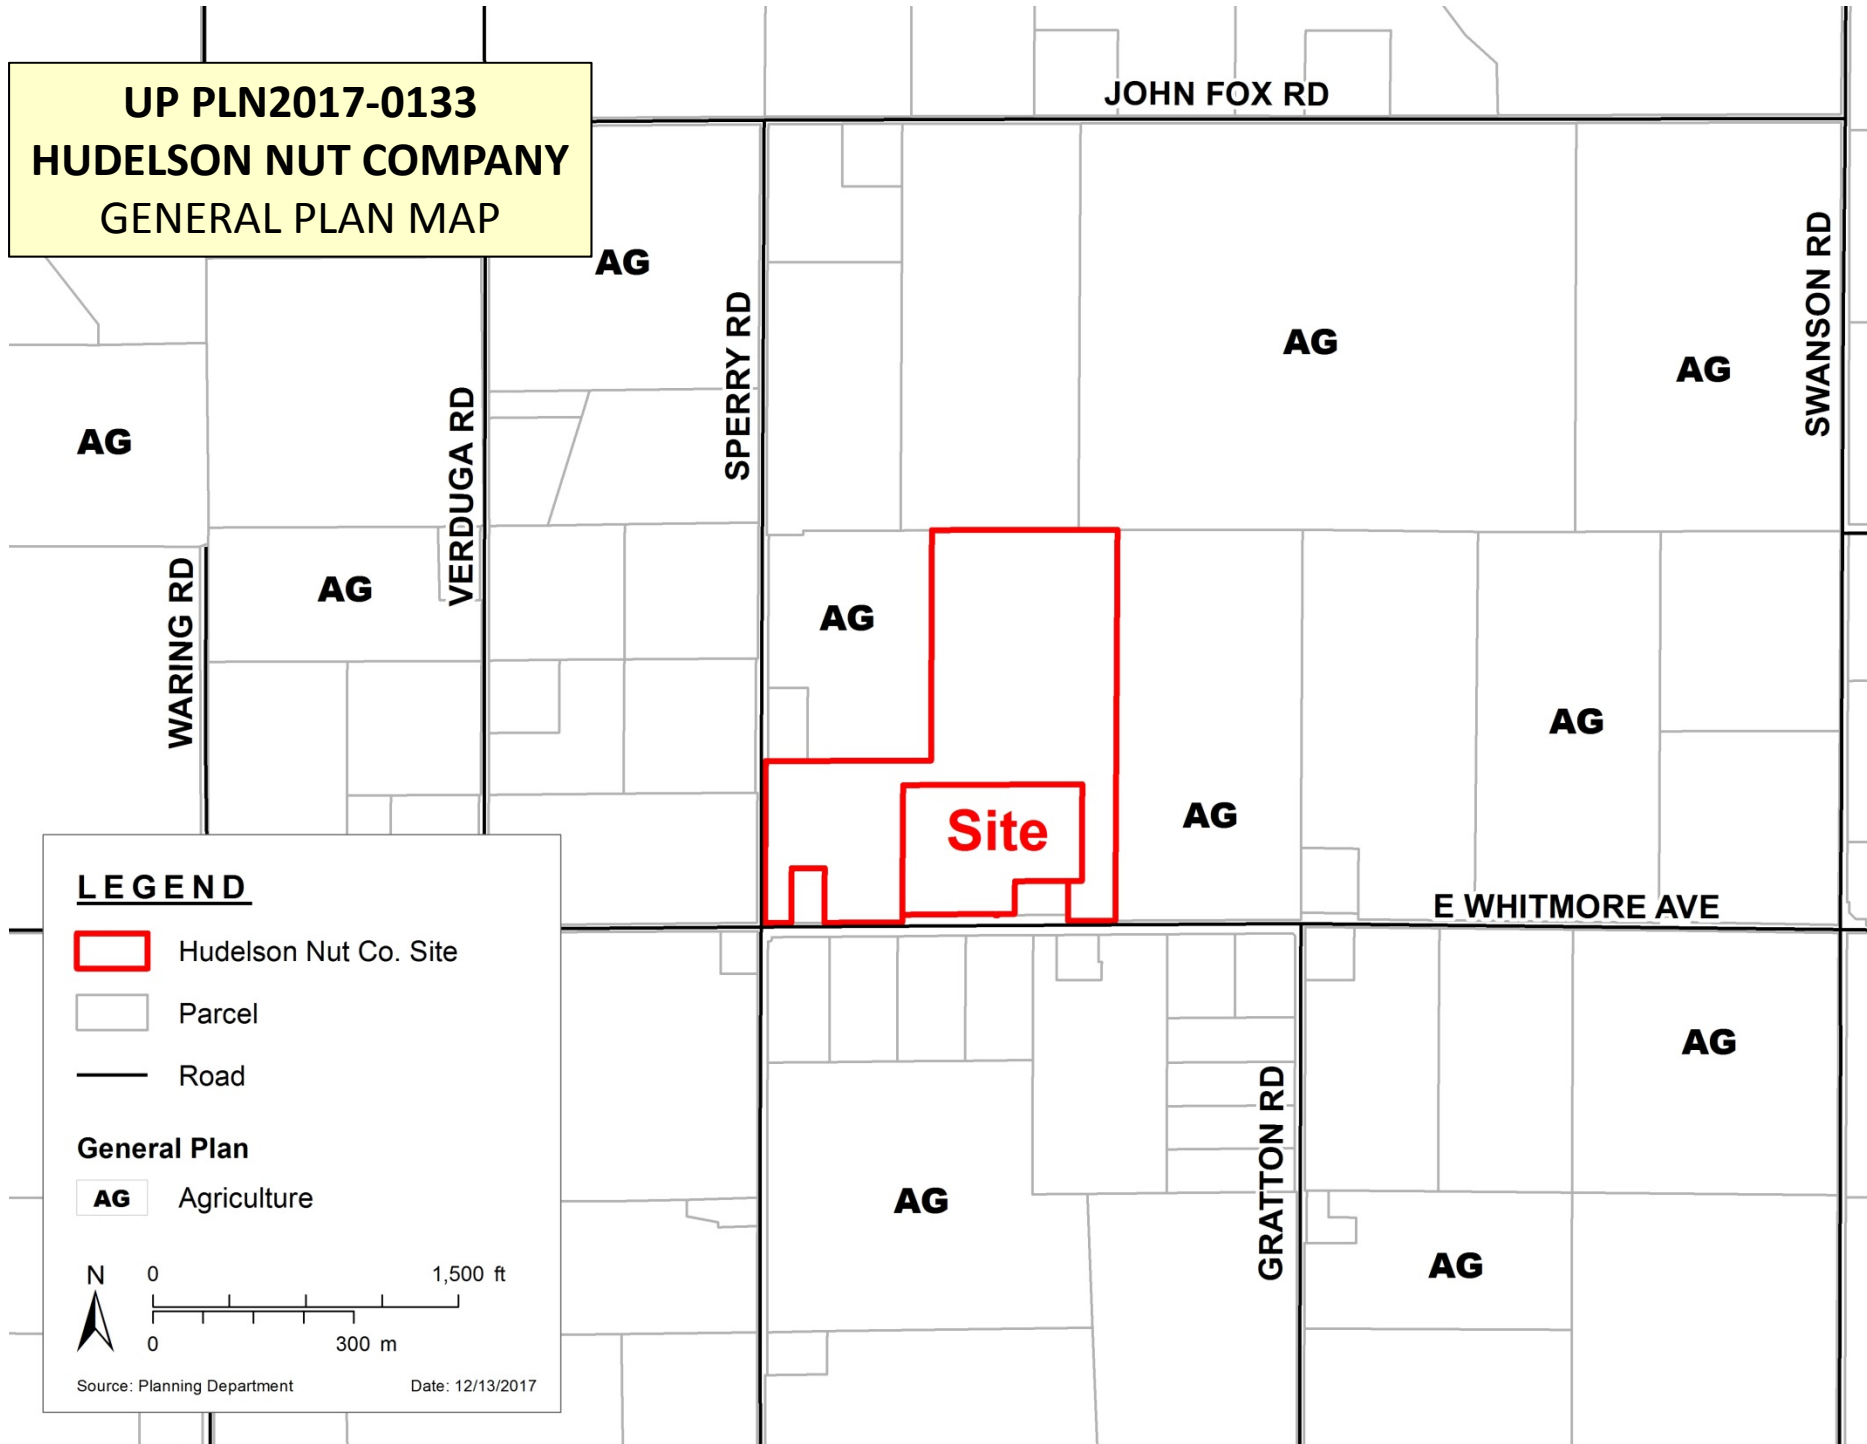 UP PLN2017-0133
HUDELSON NUT COMPANY
GENERAL PLAN MAP
JOHN FOX RD
AG
SPERRY RD
AG
AG
SWANSON RD
AG
VERDUGA RD
AG
WARING RD
AG
AG
AG
Site
E WHITMORE AVE
AG
AG
GRATTON RD
AG
LEGEND
Hudelson Nut Co. Site
Parcel
Road
General Plan
AG Agriculture
N
0 1,500 ft
0 300 m
Source: Planning Department Date: 12/13/2017